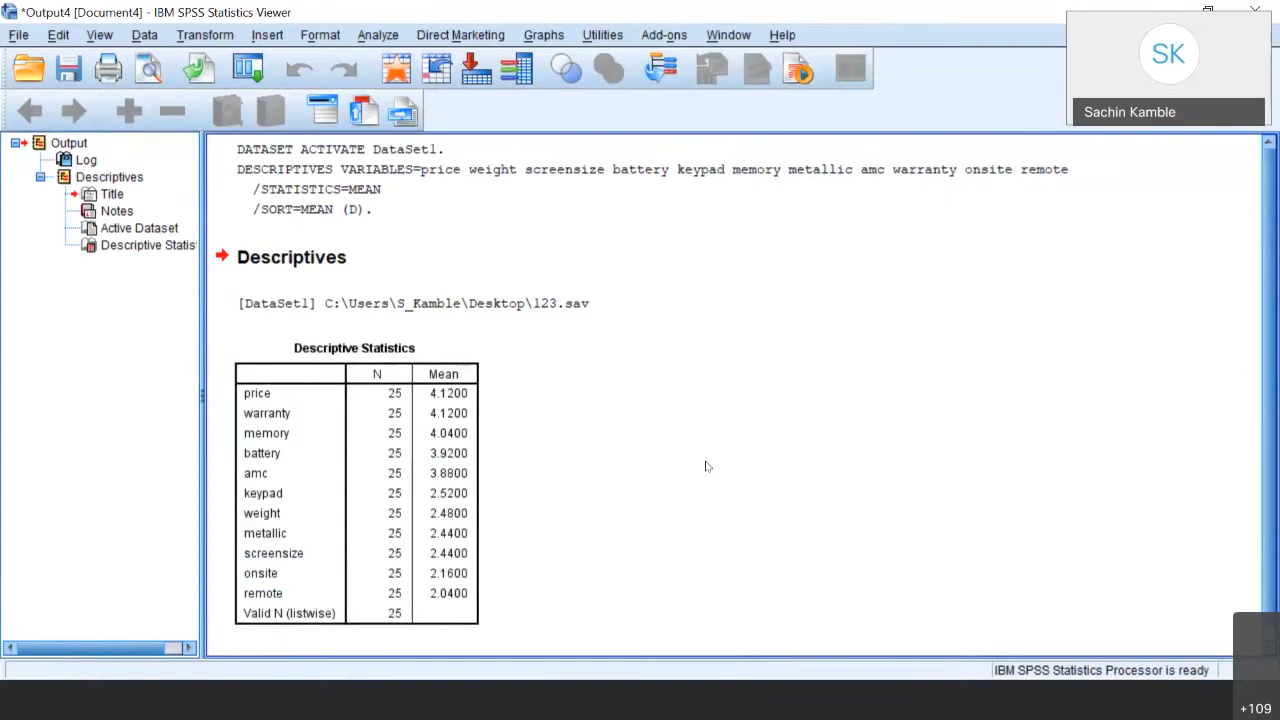 *Output4 [Document4] - IBM SPSS Statistics Viewer
File Edit View Data Transform Insert Format Analyze Direct Marketing Graphs Utilities Add-ons Window Help
SK
Sachin Kamble
Output
Log
Descriptives
Title
Notes
Active Dataset
Descriptive Statis
DATASET ACTIVATE DataSet1.
DESCRIPTIVES VARIABLES=price weight screensize battery keypad memory metallic amc warranty onsite remote
/STATISTICS=MEAN
/SORT=MEAN (D).
Descriptives
[DataSet1] C:\Users\S_Kamble\Desktop\123.sav
Descriptive Statistics
N Mean
price 25 4.1200
warranty 25 4.1200
memory 25 4.0400
battery 25 3.9200
amc 25 3.8800
keypad 25 2.5200
weight 25 2.4800
metallic 25 2.4400
screensize 25 2.4400
onsite 25 2.1600
remote 25 2.0400
Valid N (listwise) 25
IBM SPSS Statistics Processor is ready
+109